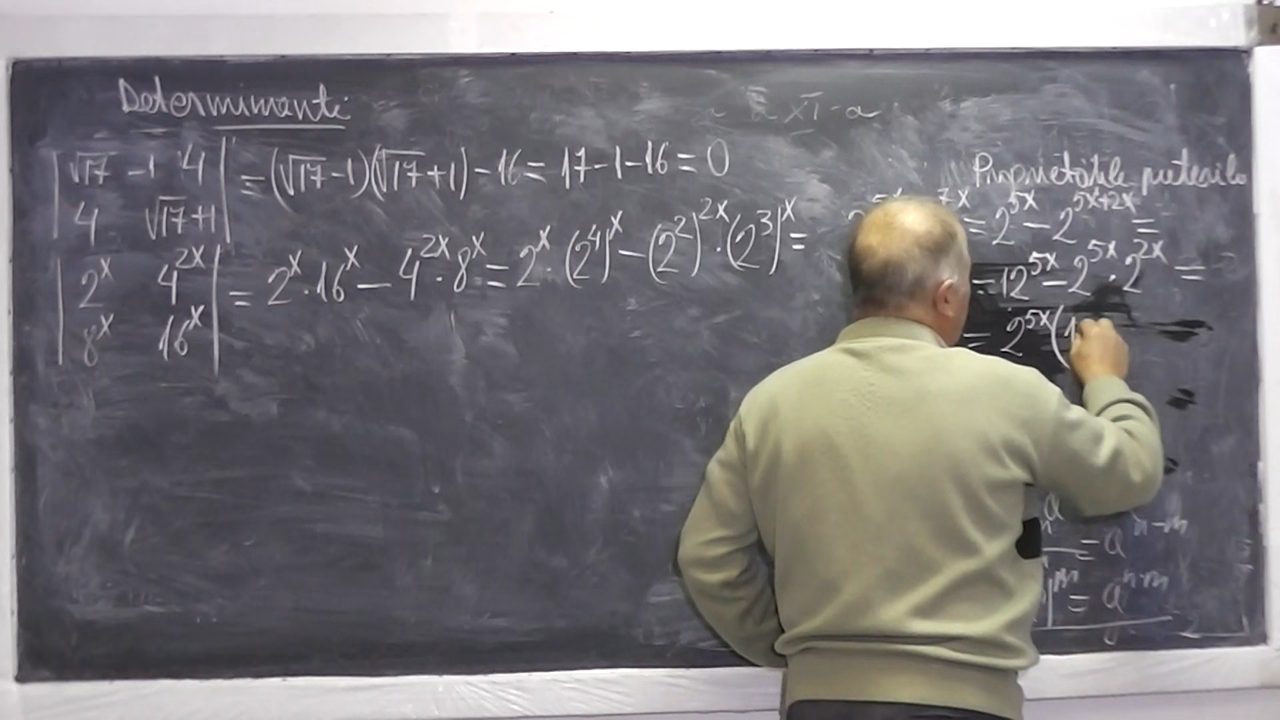 Determinanti
a XI-a
|√17 -1 4|
|4 √17+1| = (√17-1)(√17+1) - 16 = 17-1-16 = 0
|2^x 4^{2x}|
|8^x 16^x| = 2^x · 16^x - 4^{2x} · 8^x = 2^x · (2^4)^x - (2^2)^{2x} · (2^3)^x =
Proprietățile puterilor
= 2^{5x} - 2^{5x+2x} =
= 12^{5x} - 2^{5x} · 2^{2x} =
= 2^{5x}(1
= a^{n-m}
)^m = a^{n·m}